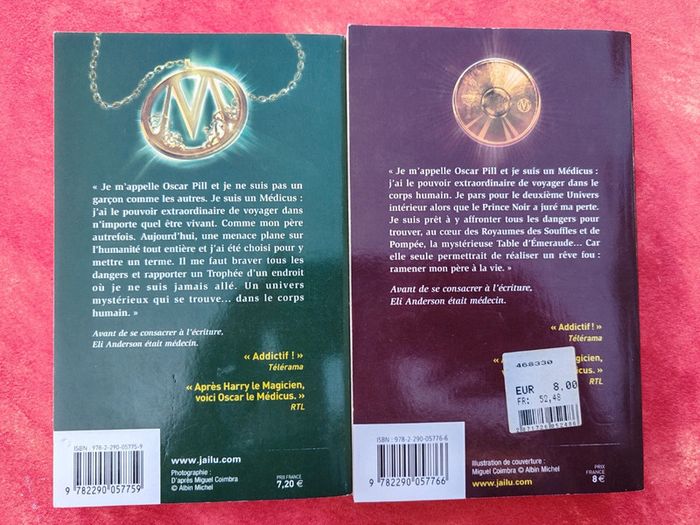 M
« Je m'appelle Oscar Pill et je ne suis pas un
garçon comme les autres. Je suis un Médicus :
j'ai le pouvoir extraordinaire de voyager dans
n'importe quel être vivant. Comme mon père
autrefois. Aujourd'hui, une menace plane sur
l'humanité tout entière et j'ai été choisi pour y
mettre un terme. Il me faut braver tous les
dangers et rapporter un Trophée d'un endroit
où je ne suis jamais allé. Un univers
mystérieux qui se trouve... dans le corps
humain. »
Avant de se consacrer à l'écriture,
Eli Anderson était médecin.
« Addictif ! »
Télérama
« Après Harry le Magicien,
voici Oscar le Médicus. »
RTL
ISBN : 978-2-290-05775-9
9 782290 057759
www.jailu.com
Photographie :
D'après Miguel Coimbra
© Albin Michel
PRIX FRANCE
7,20 €
M
« Je m'appelle Oscar Pill et je suis un Médicus :
j'ai le pouvoir extraordinaire de voyager dans le
corps humain. Je pars pour le deuxième Univers
intérieur alors que le Prince Noir a juré ma perte.
Je suis prêt à y affronter tous les dangers pour
trouver, au cœur des Royaumes des Souffles et de
Pompée, la mystérieuse Table d'Émeraude... Car
elle seule permettrait de réaliser un rêve fou :
ramener mon père à la vie. »
Avant de se consacrer à l'écriture,
Eli Anderson était médecin.
« Addictif ! »
Télérama
gicien,
voi
dicus. »
RTL
468330
EUR 8.00
FR: 52,48
ISBN : 978-2-290-05776-6
9 782290 057766
Illustration de couverture :
Miguel Coimbra
© Albin Michel
www.jailu.com
PRIX
FRANCE
8 €